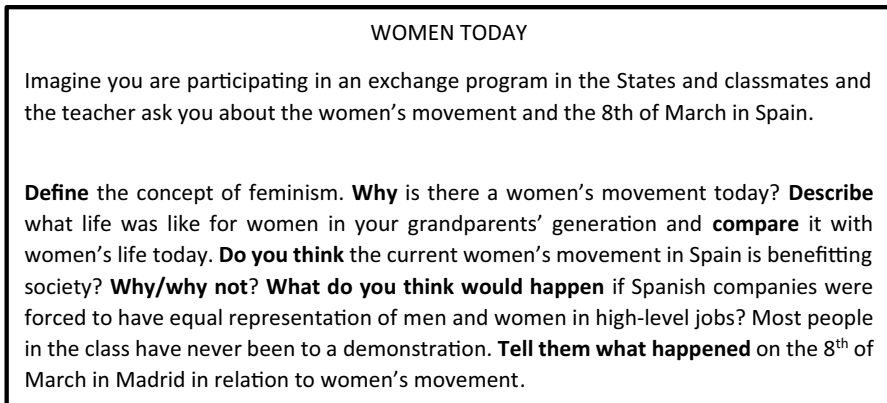 WOMEN TODAY
Imagine you are participating in an exchange program in the States and classmates and
the teacher ask you about the women’s movement and the 8th of March in Spain.
Define the concept of feminism. Why is there a women’s movement today? Describe
what life was like for women in your grandparents’ generation and compare it with
women’s life today. Do you think the current women’s movement in Spain is benefitting
society? Why/why not? What do you think would happen if Spanish companies were
forced to have equal representation of men and women in high-level jobs? Most people
in the class have never been to a demonstration. Tell them what happened on the 8th of
March in Madrid in relation to women’s movement.